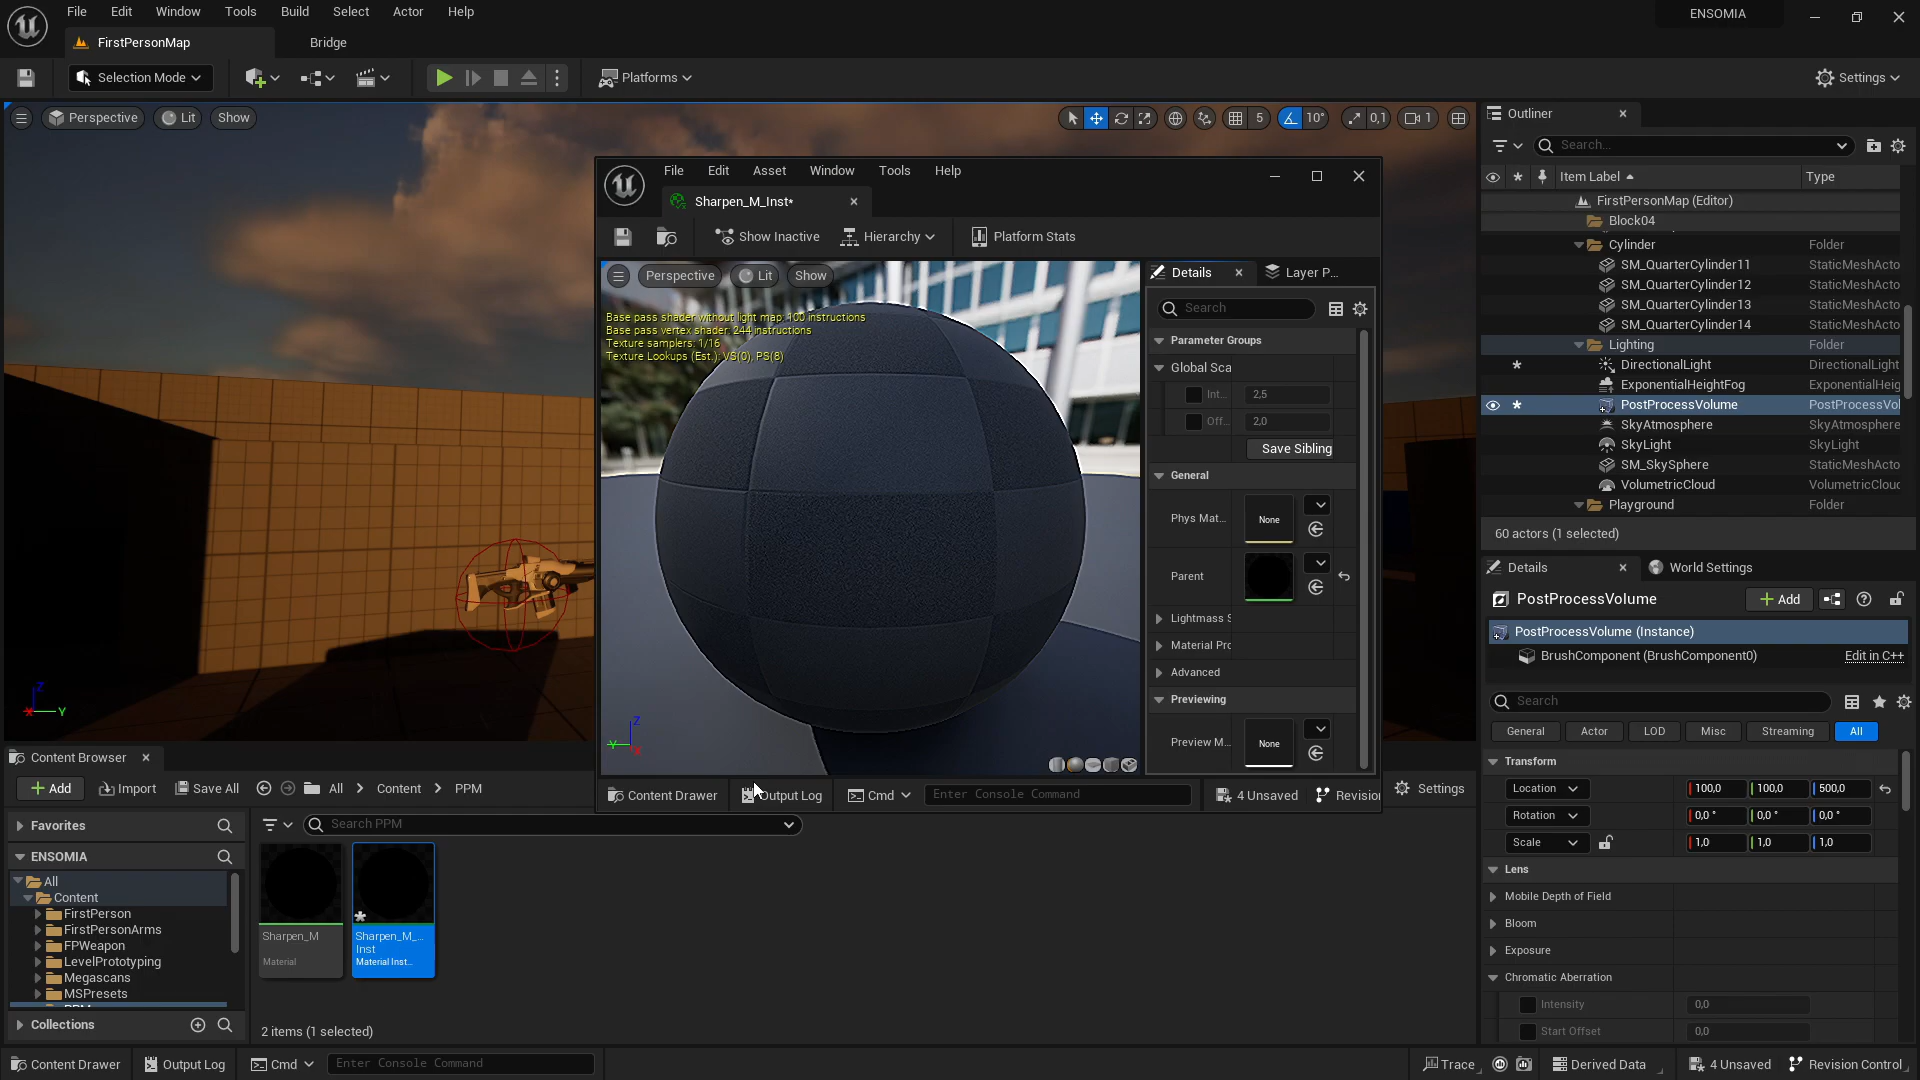 File Edit Window Tools Build Select Actor Help
ENSOMIA
FirstPersonMap
Bridge
Selection Mode
Platforms
Settings
Perspective
Lit
Show
5
10°
0,1
1
Outliner
Search...
Item Label
Type
FirstPersonMap (Editor)
Block04
Cylinder Folder
SM_QuarterCylinder11 StaticMeshActo
SM_QuarterCylinder12 StaticMeshActo
SM_QuarterCylinder13 StaticMeshActo
SM_QuarterCylinder14 StaticMeshActo
Lighting Folder
DirectionalLight DirectionalLight
ExponentialHeightFog ExponentialHeig
PostProcessVolume PostProcessVol
SkyAtmosphere SkyAtmosphere
SkyLight SkyLight
SM_SkySphere StaticMeshActo
VolumetricCloud VolumetricCloud
Playground Folder
60 actors (1 selected)
File Edit Asset Window Tools Help
Sharpen_M_Inst*
Show Inactive
Hierarchy
Platform Stats
Perspective
Lit
Show
Base pass shader without light map: 100 instructions
Base pass vertex shader: 244 instructions
Texture samplers: 1/16
Texture Lookups (Est.): VS(0), PS(8)
Z
Y
X
Details
Layer P...
Search
Parameter Groups
Global Sca
Int... 2,5
Off... 2,0
Save Sibling
General
Phys Mat...
None
Parent
Lightmass S
Material Pro
Advanced
Previewing
Preview M...
None
Content Drawer
Output Log
Cmd
Enter Console Command
4 Unsaved
Revision
Z
X
Y
Details
World Settings
PostProcessVolume
Add
PostProcessVolume (Instance)
BrushComponent (BrushComponent0)
Edit in C++
Search
General Actor LOD Misc Streaming All
Transform
Location 100,0 100,0 500,0
Rotation 0,0 ° 0,0 ° 0,0 °
Scale 1,0 1,0 1,0
Lens
Mobile Depth of Field
Bloom
Exposure
Chromatic Aberration
Intensity 0,0
Start Offset 0,0
Content Browser
Add
Import
Save All
All
Content
PPM
Settings
Favorites
ENSOMIA
All
Content
FirstPerson
FirstPersonArms
FPWeapon
LevelPrototyping
Megascans
MSPresets
PPM
Collections
Search PPM
Sharpen_M
Material
Sharpen_M_...
Inst
Material Inst...
2 items (1 selected)
Content Drawer
Output Log
Cmd
Enter Console Command
Trace
Derived Data
4 Unsaved
Revision Control